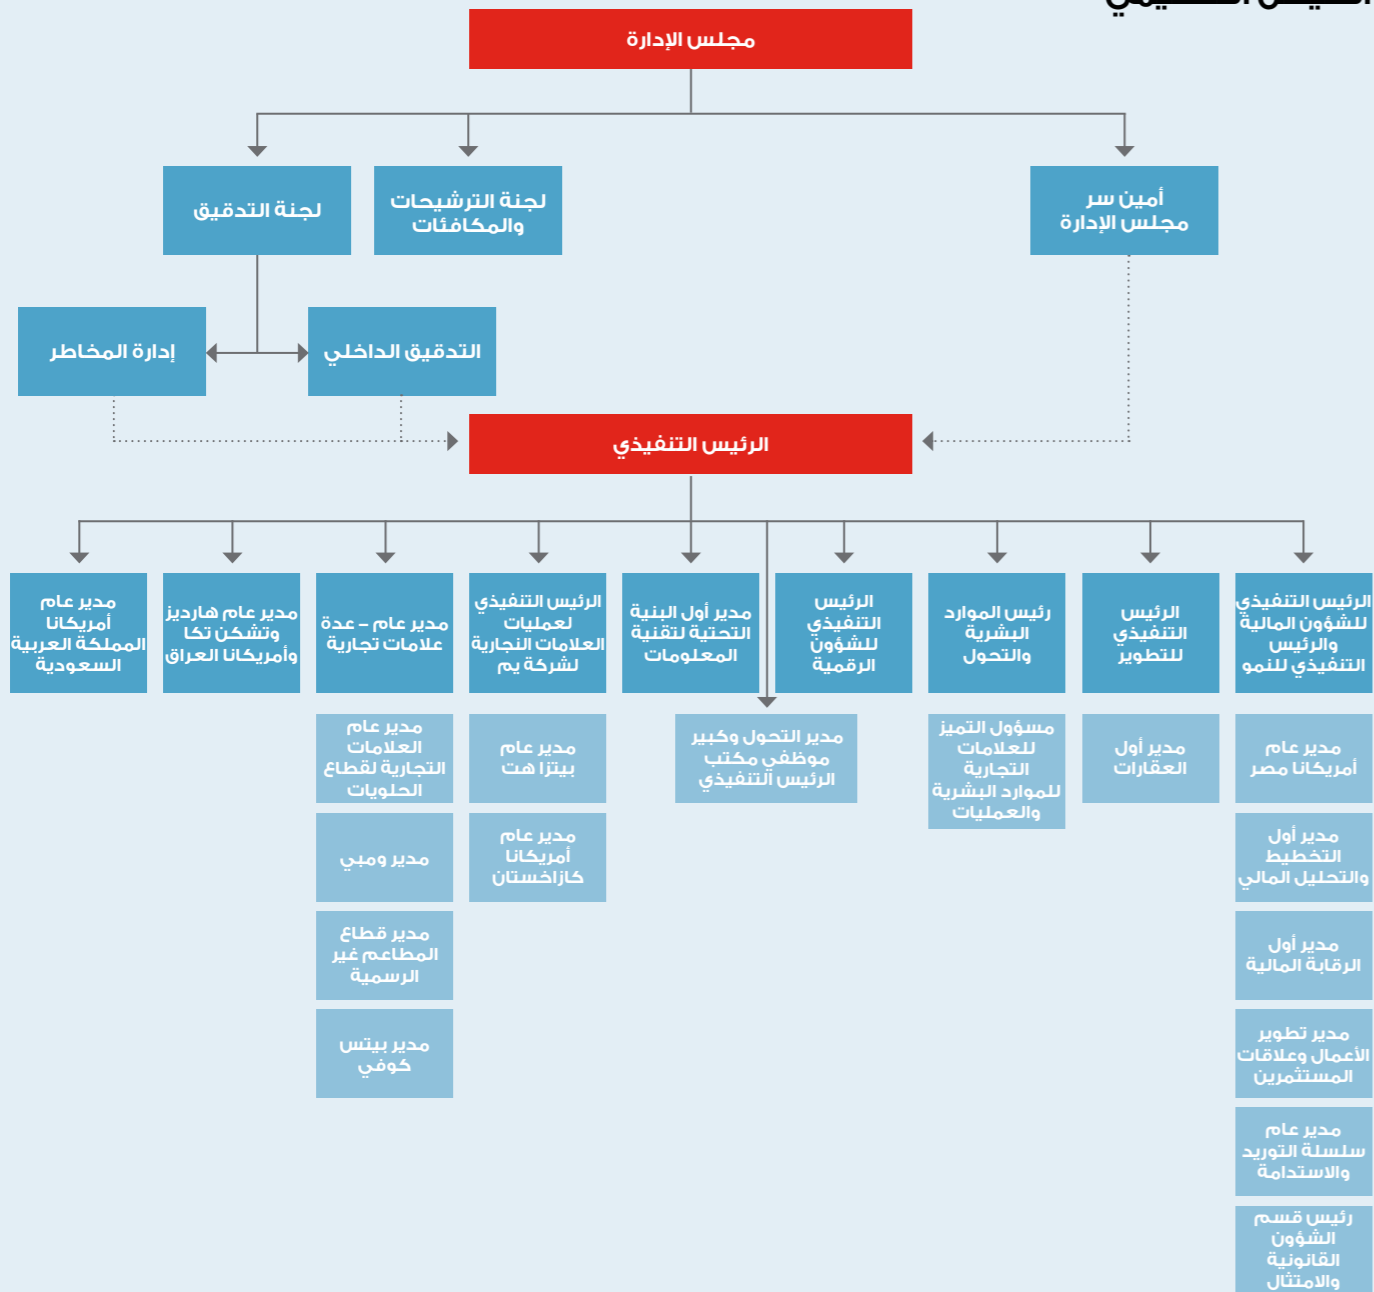 مجلس الإدارة
أمين سر
مجلس الإدارة
لجنة الترشيحات
والمكافئات
لجنة التدقيق
التدقيق الداخلي
إدارة المخاطر
الرئيس التنفيذي
الرئيس التنفيذي
للشؤون المالية
والرئيس
التنفيذي للنمو
الرئيس
التنفيذي
للتطوير
رئيس الموارد
البشرية
والتحول
الرئيس
التنفيذي
للشؤون
الرقمية
مدير أول البنية
التحتية لتقنية
المعلومات
الرئيس التنفيذي
لعمليات
العلامات التجارية
لشركة يم
مدير عام – عدة
علامات تجارية
مدير عام هارديز
وتشكن تكا
وأمريكانا العراق
مدير عام
أمريكانا
المملكة العربية
السعودية
مدير عام
أمريكانا مصر
مدير أول
العقارات
مسؤول التميز
للعلامات
التجارية
للموارد البشرية
والعمليات
مدير التحول وكبير
موظفي مكتب
الرئيس التنفيذي
مدير عام
بيتزا هت
مدير عام
العلامات
التجارية لقطاع
الحلويات
مدير أول
التخطيط
والتحليل المالي
مدير عام
أمريكانا
كازاخستان
مدير ومبي
مدير أول
الرقابة المالية
مدير قطاع
المطاعم غير
الرسمية
مدير تطوير
الأعمال وعلاقات
المستثمرين
مدير بيتس
كوفي
مدير عام
سلسلة التوريد
والاستدامة
رئيس قسم
الشؤون
القانونية
والامتثال